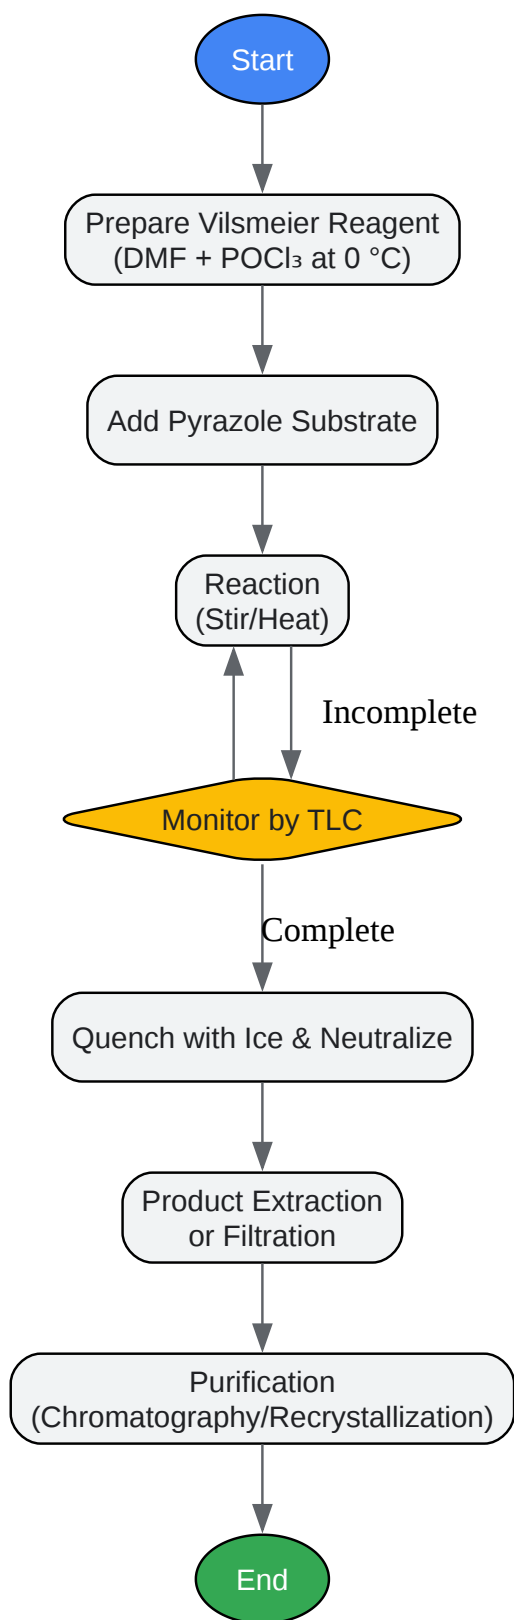 Start
Prepare Vilsmeier Reagent
(DMF + POCl₃ at 0 °C)
Add Pyrazole Substrate
Reaction
(Stir/Heat)
Incomplete
Monitor by TLC
Complete
Quench with Ice & Neutralize
Product Extraction
or Filtration
Purification
(Chromatography/Recrystallization)
End